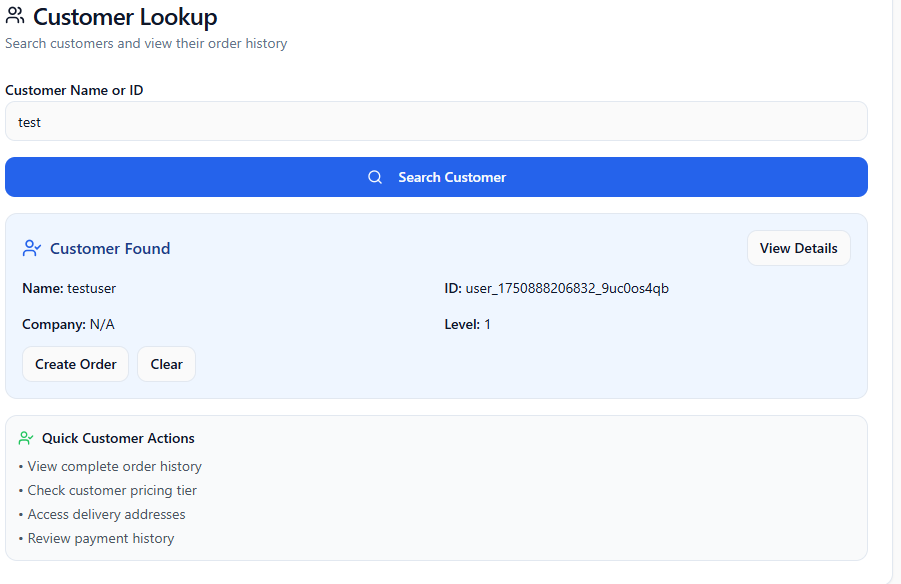 Customer Lookup
Search customers and view their order history
Customer Name or ID
test
Search Customer
Customer Found
View Details
Name: testuser
ID: user_1750888206832_9uc0os4qb
Company: N/A
Level: 1
Create Order
Clear
Quick Customer Actions
• View complete order history
• Check customer pricing tier
• Access delivery addresses
• Review payment history